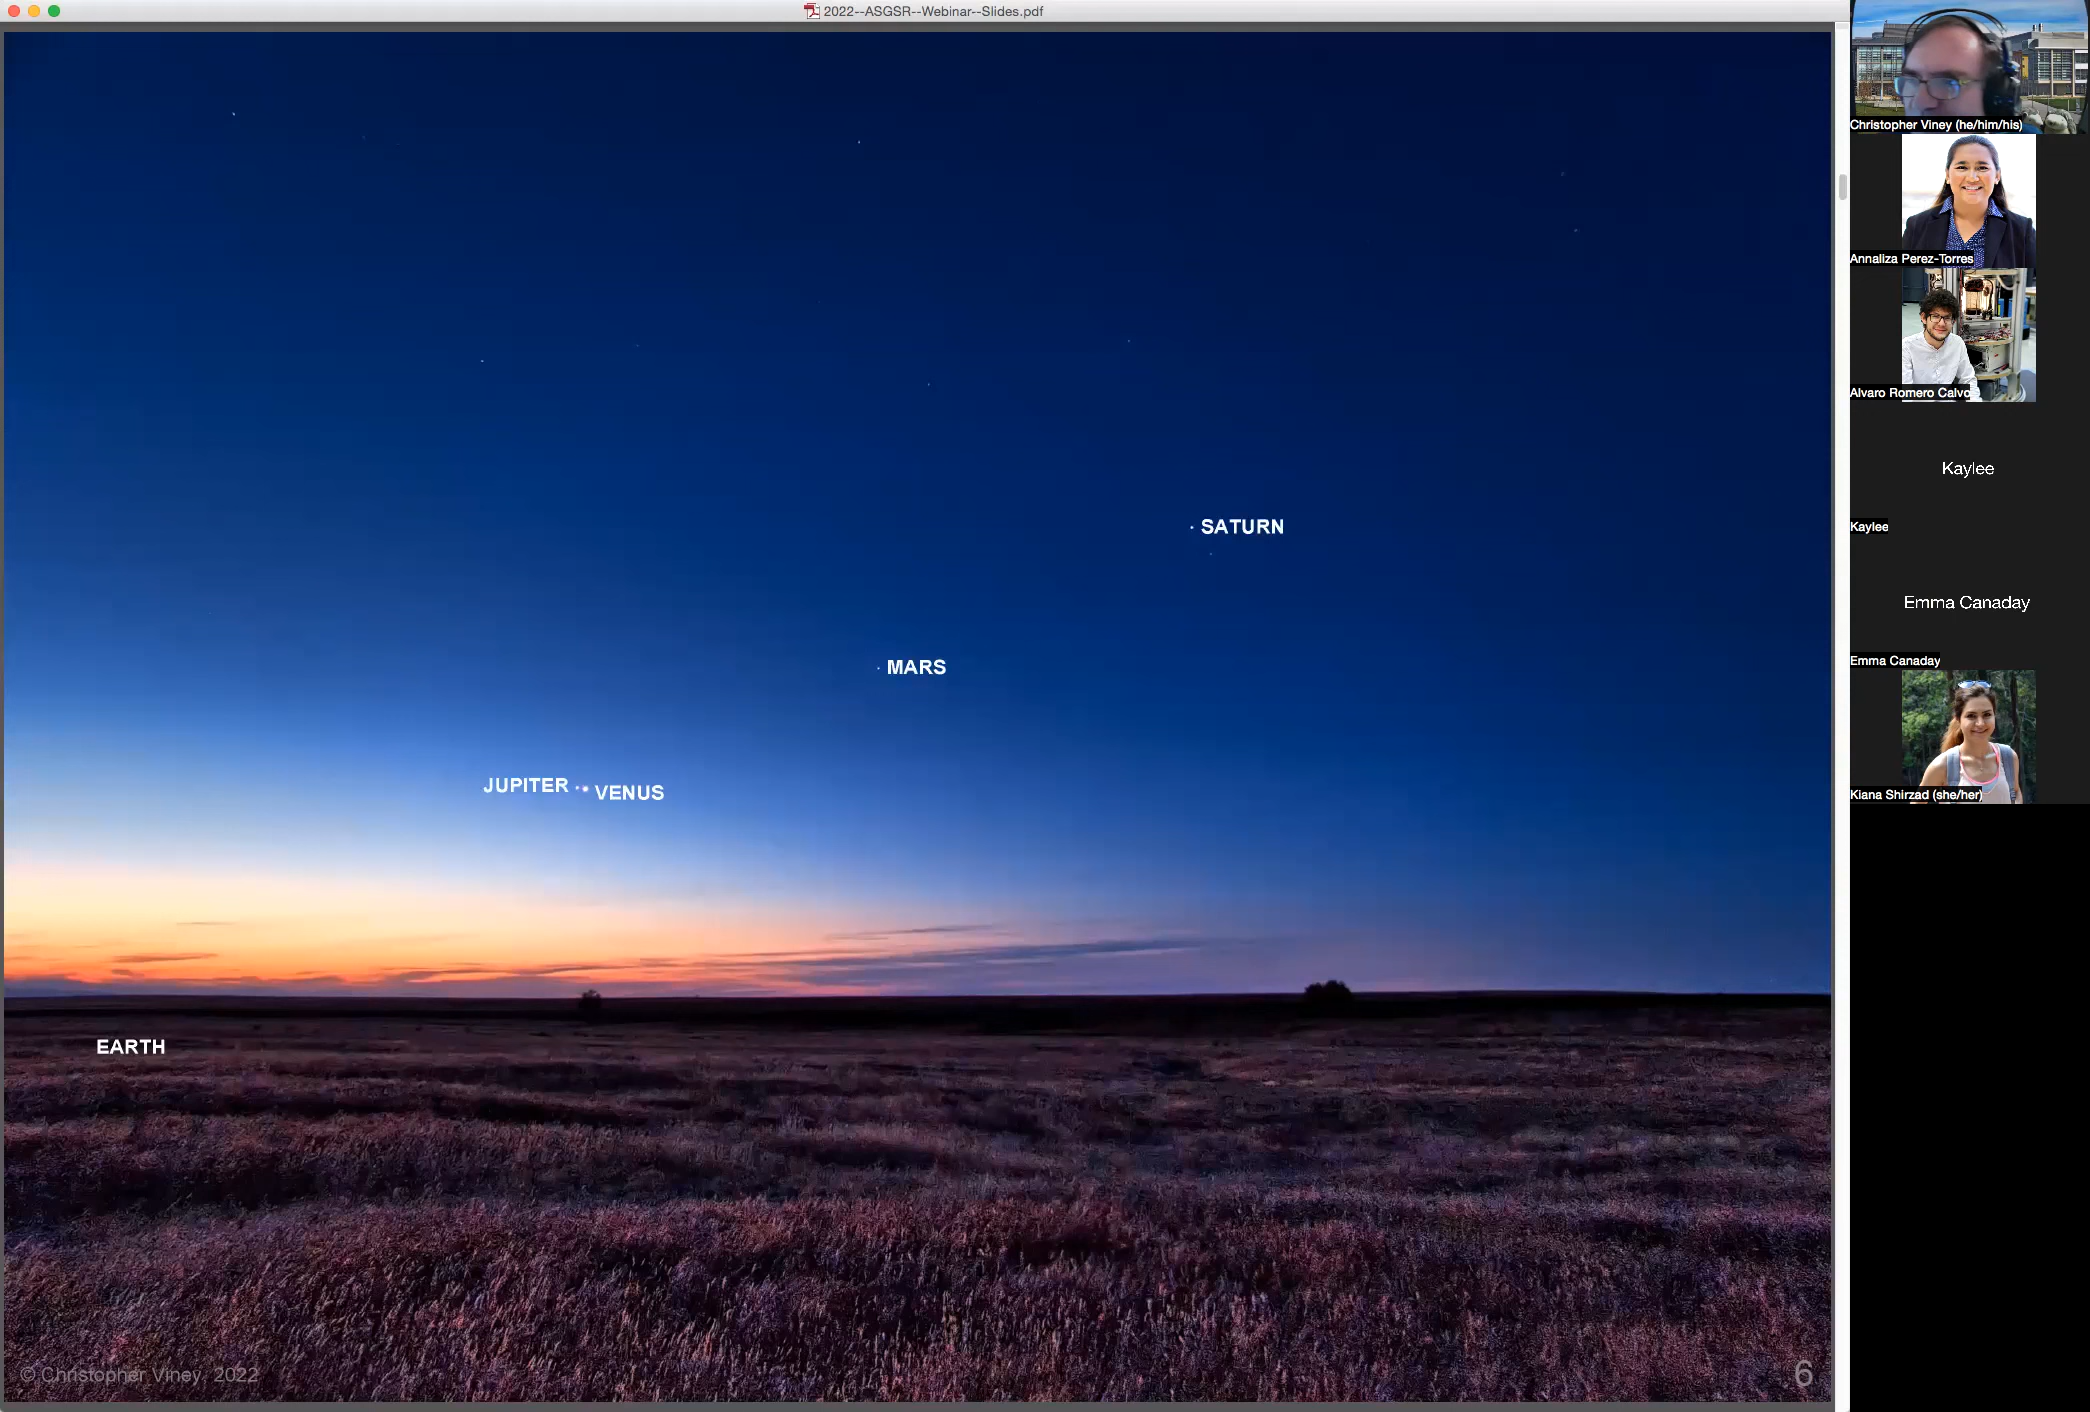 2022--ASGSR--Webinar--Slides.pdf
SATURN
MARS
JUPITER
VENUS
EARTH
© Christopher Viney, 2022
6
Christopher Viney (he/him/his)
Annaliza Perez-Torres
Alvaro Romero Calvo
Kaylee
Kaylee
Emma Canaday
Emma Canaday
Kiana Shirzad (she/her)